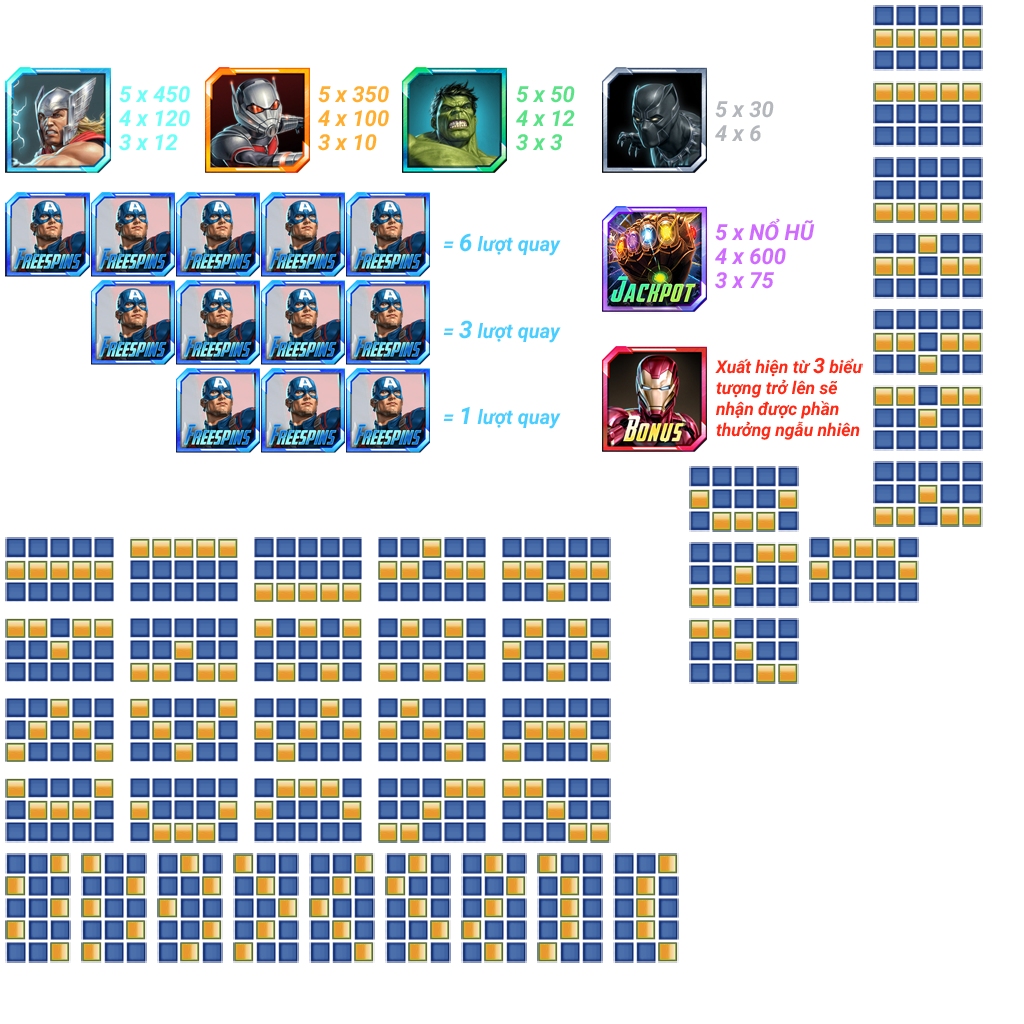 5 x 450
4 x 120
3 x 12
5 x 350
4 x 100
3 x 10
5 x 50
4 x 12
3 x 3
5 x 30
4 x 6
FREESPINS
FREESPINS
FREESPINS
FREESPINS
FREESPINS
= 6 lượt quay
FREESPINS
FREESPINS
FREESPINS
FREESPINS
= 3 lượt quay
FREESPINS
FREESPINS
FREESPINS
= 1 lượt quay
JACKPOT
5 x NỔ HŨ
4 x 600
3 x 75
BONUS
Xuất hiện từ 3 biểu
tượng trở lên sẽ
nhận được phần
thưởng ngẫu nhiên